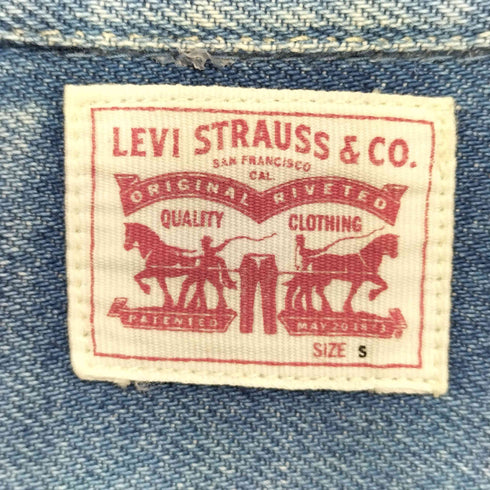 LEVI STRAUSS & CO.
SAN FRANCISCO
CAL.
ORIGINAL RIVETED
QUALITY CLOTHING
PATENTED MAY 20 1873
SIZE S